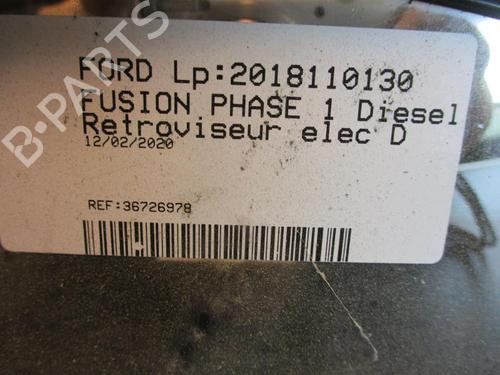 FORD Lp:2018110130
FUSION PHASE 1 Diesel
Retroviseur elec D
12/02/2020
REF:36726978
B-PARTS